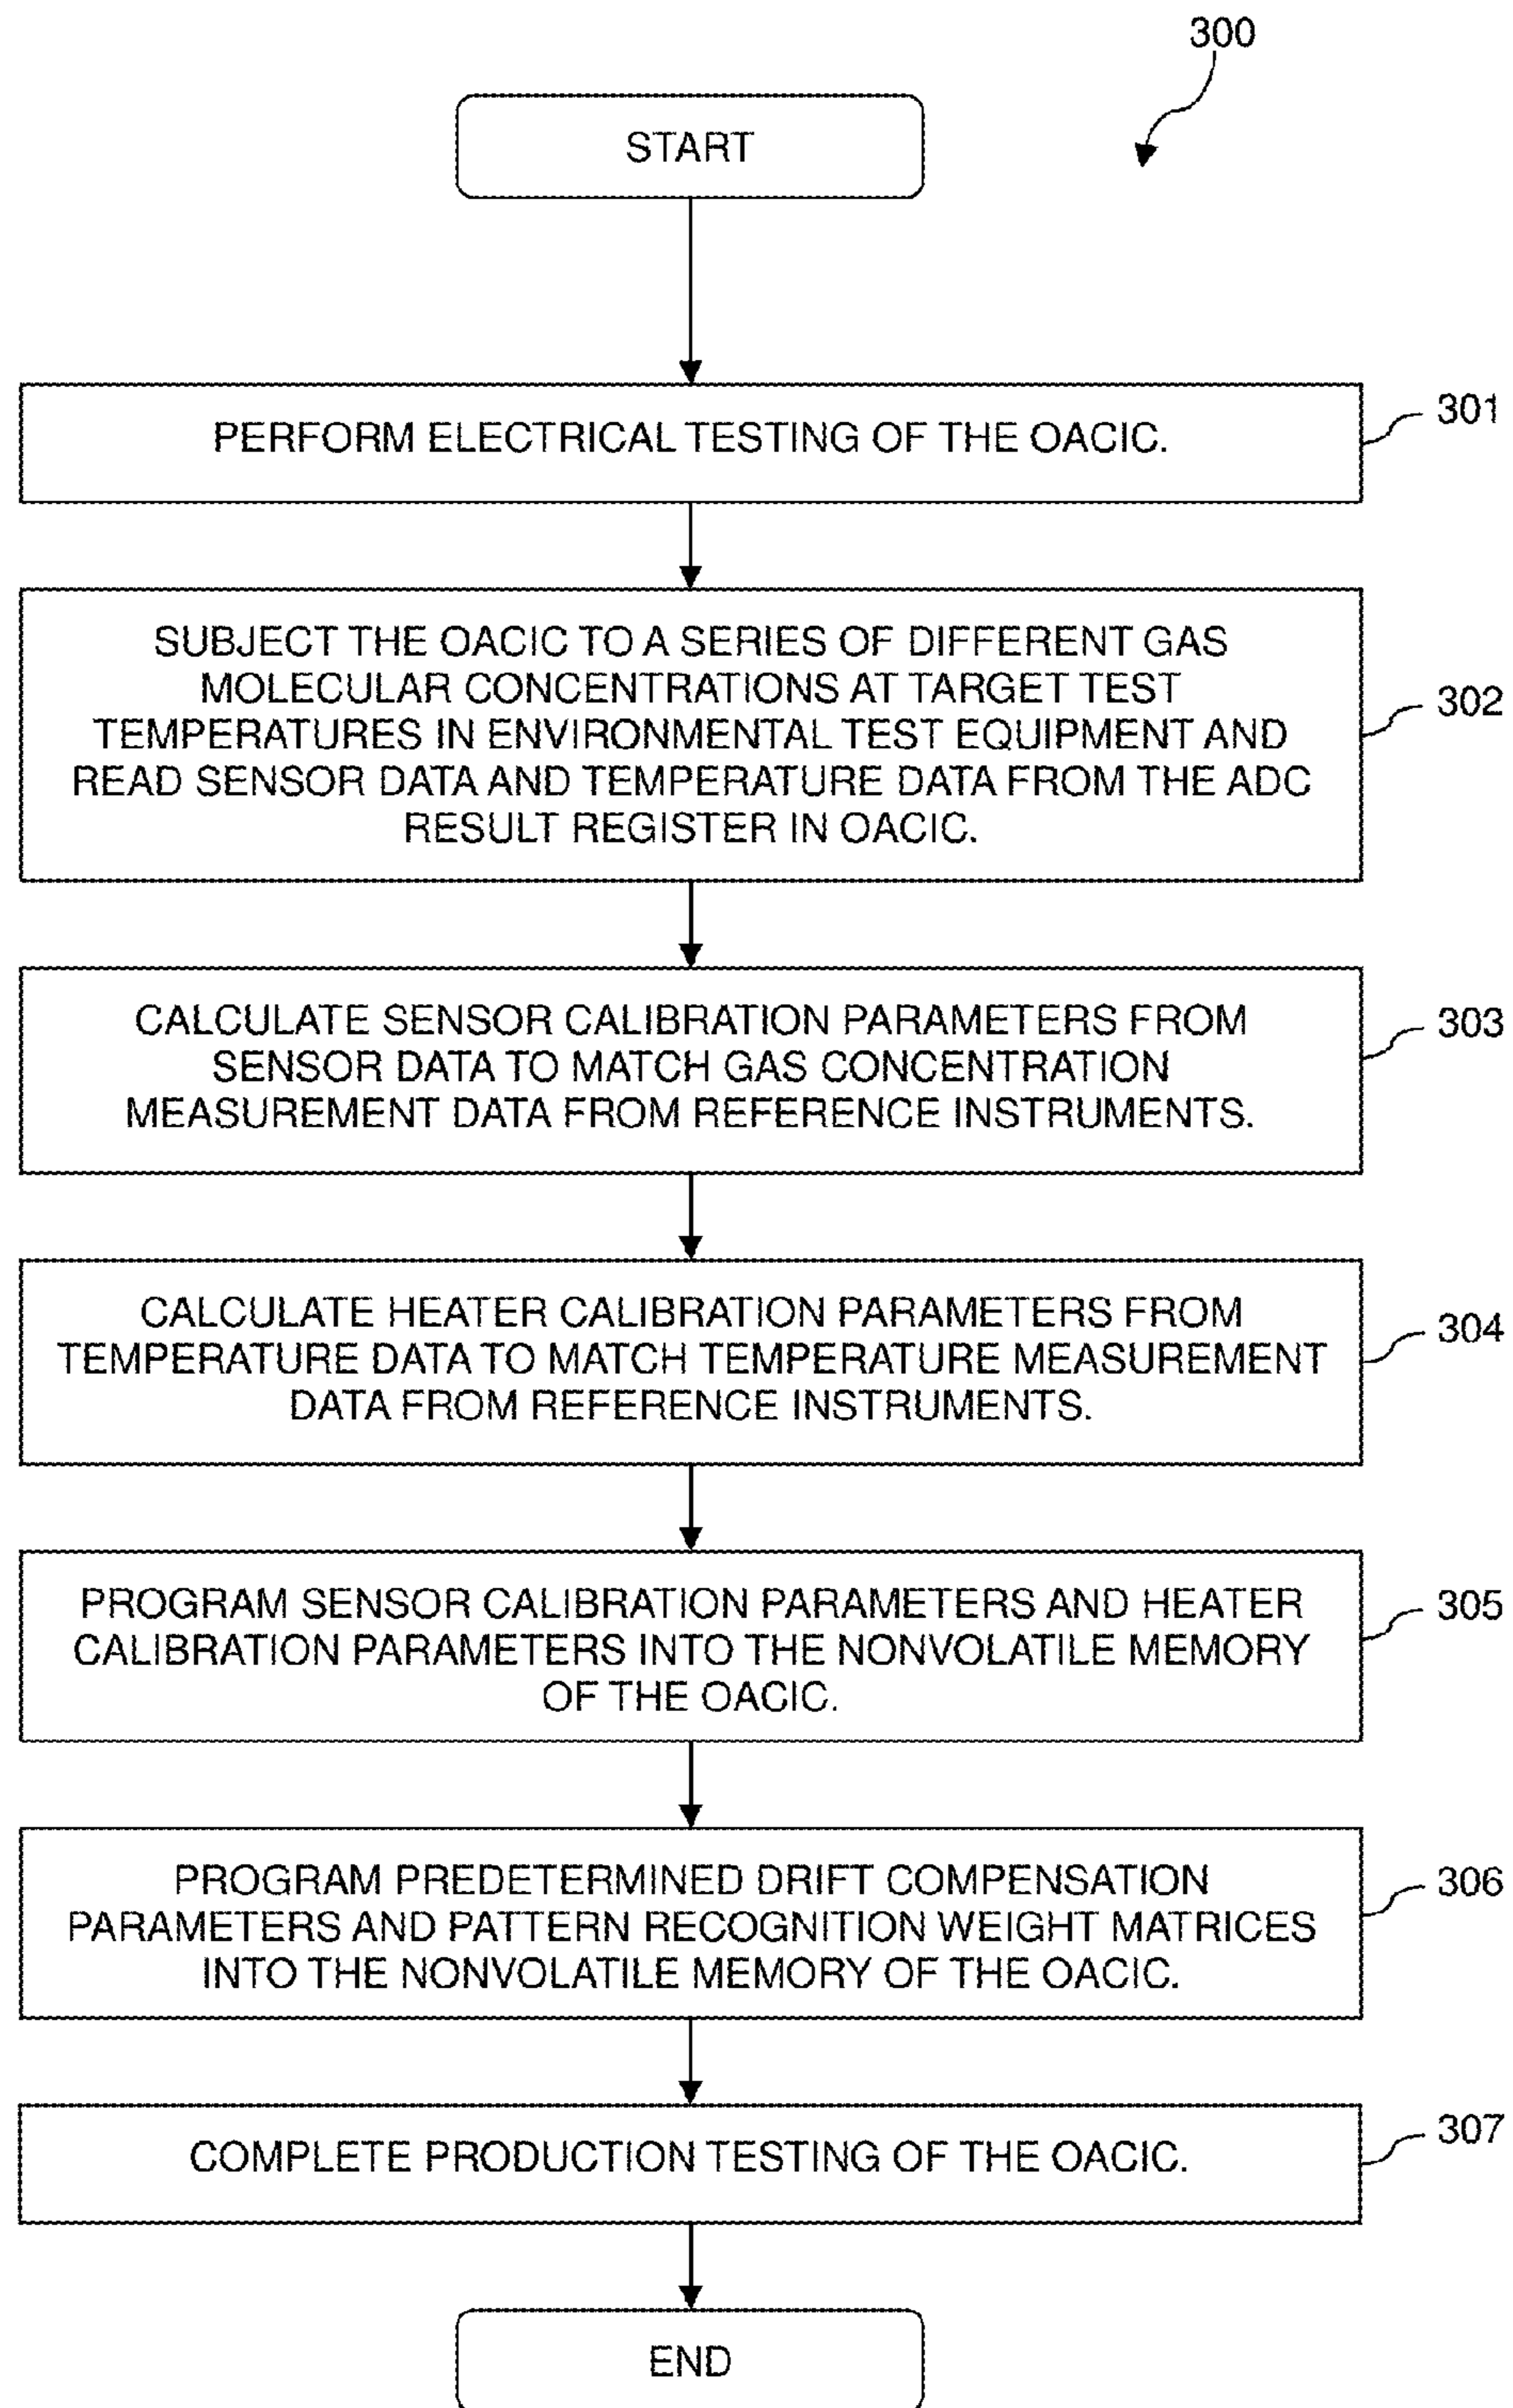 300
START
PERFORM ELECTRICAL TESTING OF THE OACIC.
301
SUBJECT THE OACIC TO A SERIES OF DIFFERENT GAS
MOLECULAR CONCENTRATIONS AT TARGET TEST
TEMPERATURES IN ENVIRONMENTAL TEST EQUIPMENT AND
READ SENSOR DATA AND TEMPERATURE DATA FROM THE ADC
RESULT REGISTER IN OACIC.
302
CALCULATE SENSOR CALIBRATION PARAMETERS FROM
SENSOR DATA TO MATCH GAS CONCENTRATION
MEASUREMENT DATA FROM REFERENCE INSTRUMENTS.
303
CALCULATE HEATER CALIBRATION PARAMETERS FROM
TEMPERATURE DATA TO MATCH TEMPERATURE MEASUREMENT
DATA FROM REFERENCE INSTRUMENTS.
304
PROGRAM SENSOR CALIBRATION PARAMETERS AND HEATER
CALIBRATION PARAMETERS INTO THE NONVOLATILE MEMORY
OF THE OACIC.
305
PROGRAM PREDETERMINED DRIFT COMPENSATION
PARAMETERS AND PATTERN RECOGNITION WEIGHT MATRICES
INTO THE NONVOLATILE MEMORY OF THE OACIC.
306
COMPLETE PRODUCTION TESTING OF THE OACIC.
307
END